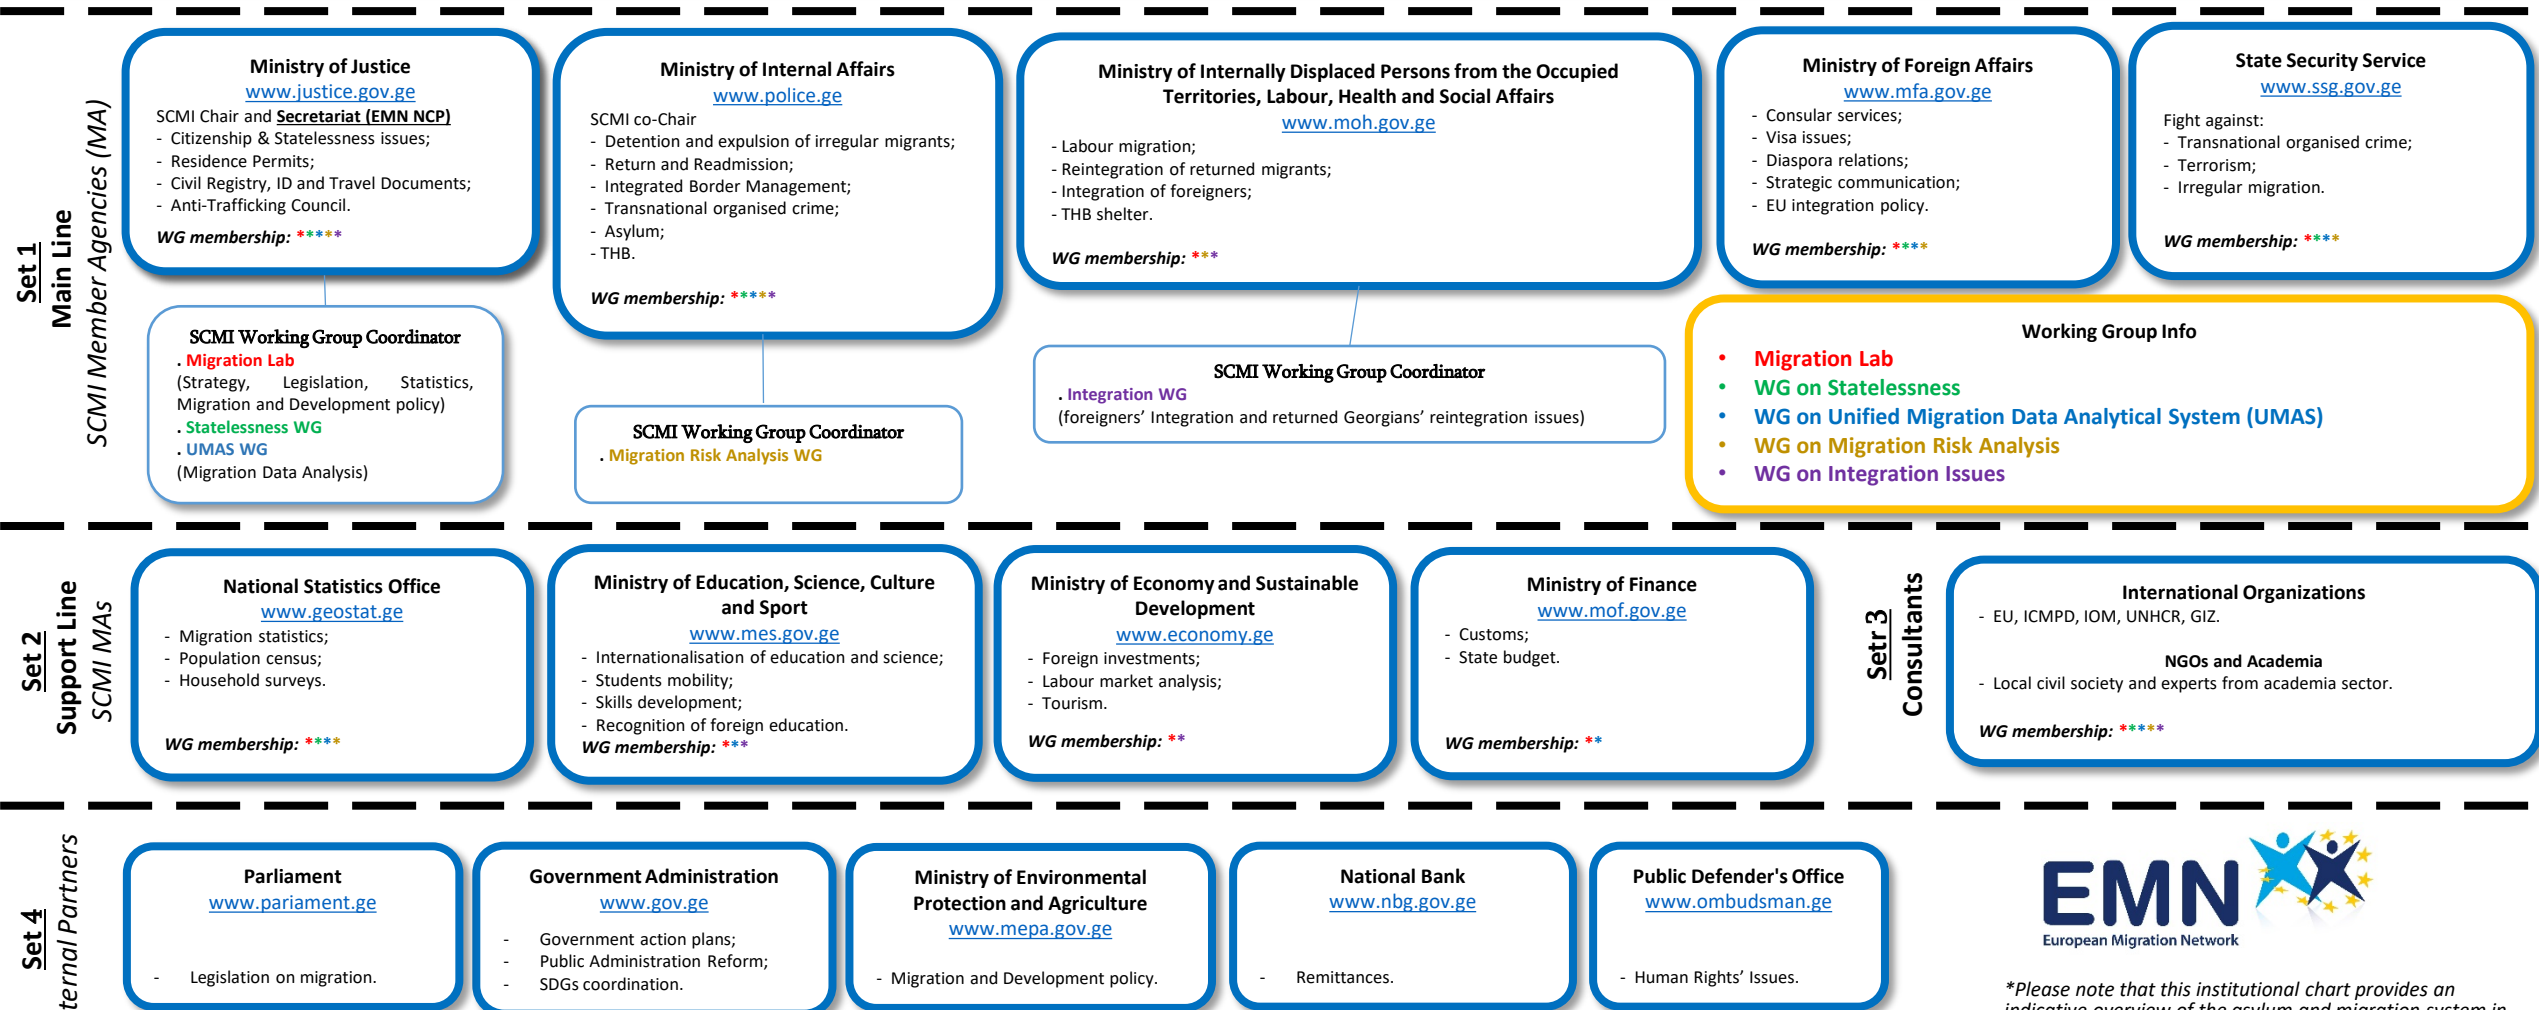 Set 1
Main Line
SCMI Member Agencies (MA)
Ministry of Justice
www.justice.gov.ge
SCMI Chair and Secretariat (EMN NCP)
- Citizenship & Statelessness issues;
- Residence Permits;
- Civil Registry, ID and Travel Documents;
- Anti-Trafficking Council.
WG membership: *****
SCMI Working Group Coordinator
. Migration Lab
(Strategy, Legislation, Statistics,
Migration and Development policy)
. Statelessness WG
. UMAS WG
(Migration Data Analysis)
Ministry of Internal Affairs
www.police.ge
SCMI co-Chair
- Detention and expulsion of irregular migrants;
- Return and Readmission;
- Integrated Border Management;
- Transnational organised crime;
- Asylum;
- THB.
WG membership: *****
SCMI Working Group Coordinator
. Migration Risk Analysis WG
Ministry of Internally Displaced Persons from the Occupied
Territories, Labour, Health and Social Affairs
www.moh.gov.ge
- Labour migration;
- Reintegration of returned migrants;
- Integration of foreigners;
- THB shelter.
WG membership: ***
SCMI Working Group Coordinator
. Integration WG
(foreigners’ Integration and returned Georgians’ reintegration issues)
Ministry of Foreign Affairs
www.mfa.gov.ge
- Consular services;
- Visa issues;
- Diaspora relations;
- Strategic communication;
- EU integration policy.
WG membership: ****
State Security Service
www.ssg.gov.ge
Fight against:
- Transnational organised crime;
- Terrorism;
- Irregular migration.
WG membership: ****
Working Group Info
• Migration Lab
• WG on Statelessness
• WG on Unified Migration Data Analytical System (UMAS)
• WG on Migration Risk Analysis
• WG on Integration Issues
Set 2
Support Line
SCMI MAs
National Statistics Office
www.geostat.ge
- Migration statistics;
- Population census;
- Household surveys.
WG membership: ****
Ministry of Education, Science, Culture
and Sport
www.mes.gov.ge
- Internationalisation of education and science;
- Students mobility;
- Skills development;
- Recognition of foreign education.
WG membership: ***
Ministry of Economy and Sustainable
Development
www.economy.ge
- Foreign investments;
- Labour market analysis;
- Tourism.
WG membership: **
Ministry of Finance
www.mof.gov.ge
- Customs;
- State budget.
WG membership: **
Setr 3
Consultants
International Organizations
- EU, ICMPD, IOM, UNHCR, GIZ.
NGOs and Academia
- Local civil society and experts from academia sector.
WG membership: *****
Set 4
ternal Partners
Parliament
www.pariament.ge
- Legislation on migration.
Government Administration
www.gov.ge
- Government action plans;
- Public Administration Reform;
- SDGs coordination.
Ministry of Environmental
Protection and Agriculture
www.mepa.gov.ge
- Migration and Development policy.
National Bank
www.nbg.gov.ge
- Remittances.
Public Defender's Office
www.ombudsman.ge
- Human Rights’ Issues.
EMN
European Migration Network
*Please note that this institutional chart provides an
indicative overview of the asylum and migration system in